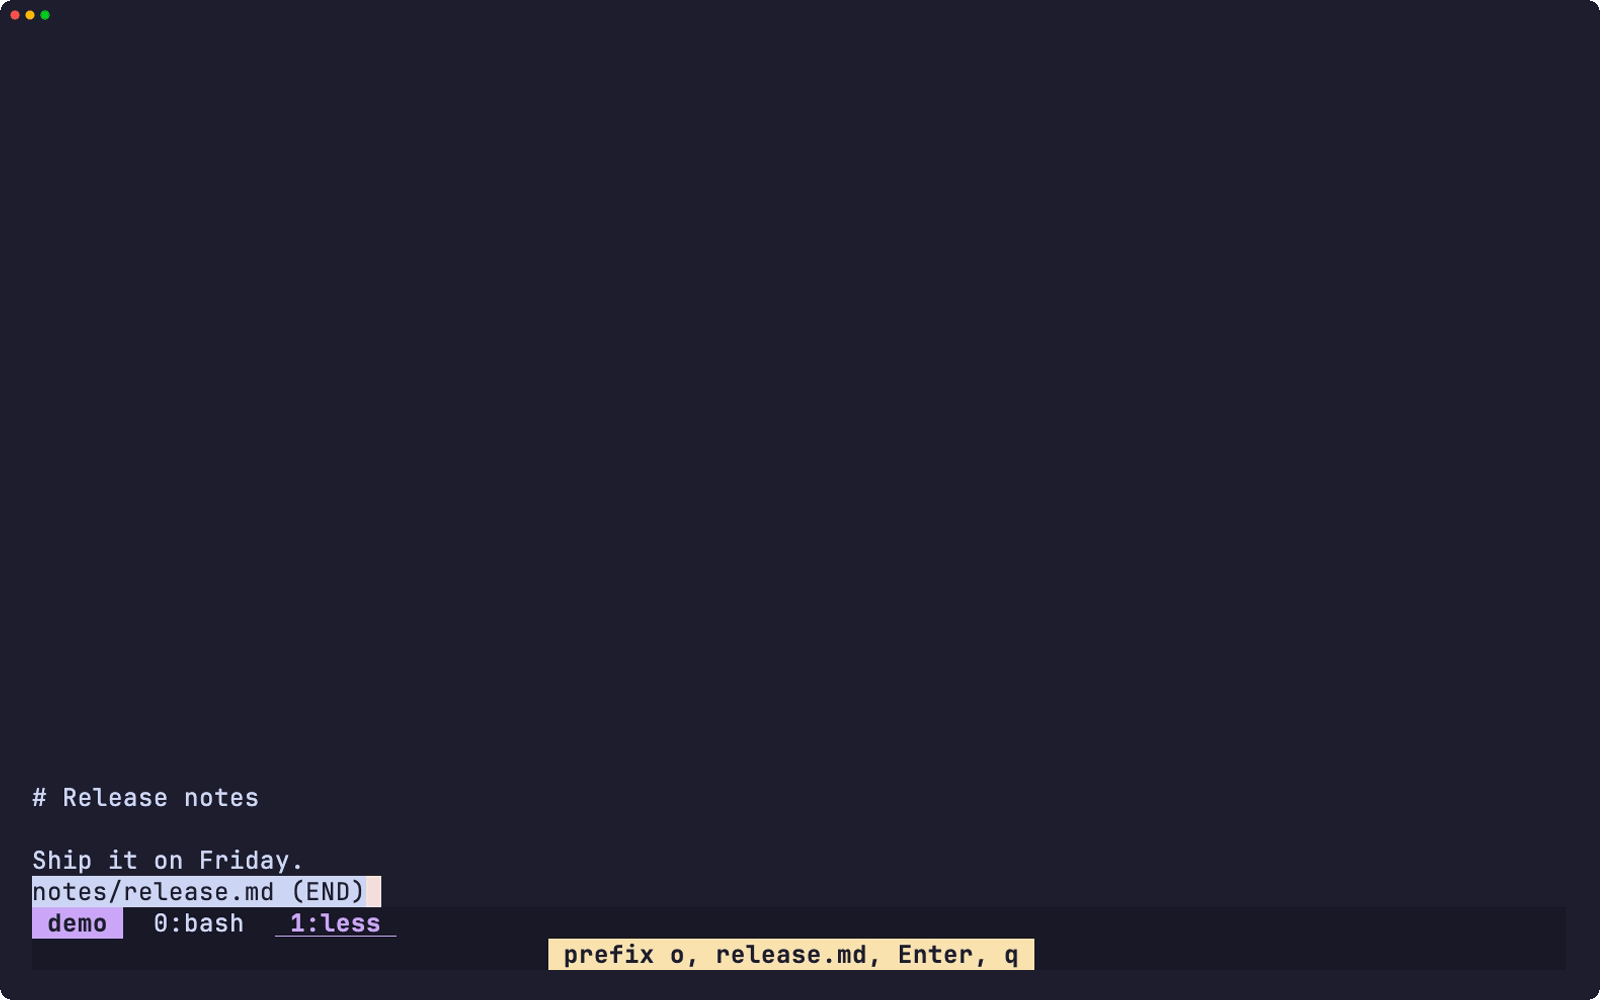 # Release notes
Ship it on Friday.
notes/release.md (END)
demo 0:bash 1:less
prefix o, release.md, Enter, q